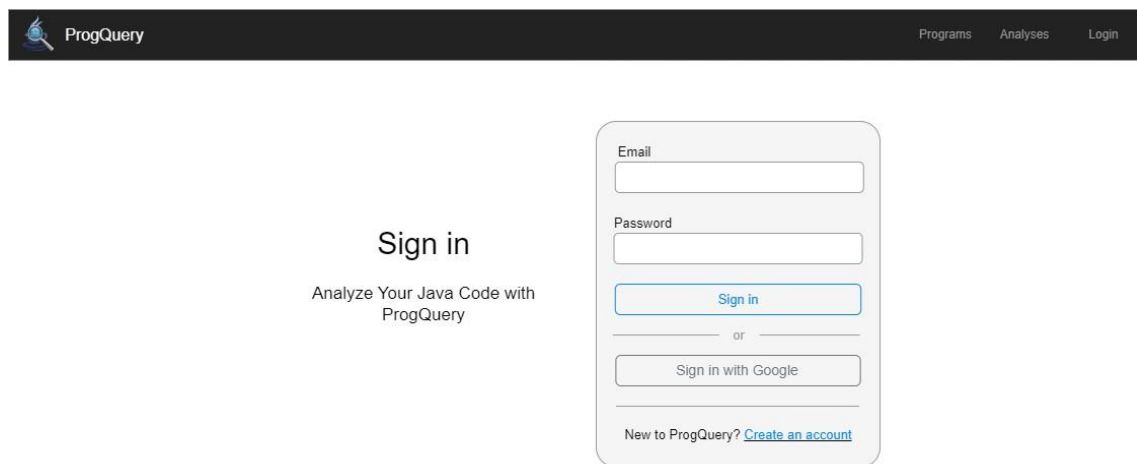 ProgQuery
Programs
Analyses
Login
Sign in
Analyze Your Java Code with
ProgQuery
Email
Password
Sign in
or
Sign in with Google
New to ProgQuery? Create an account